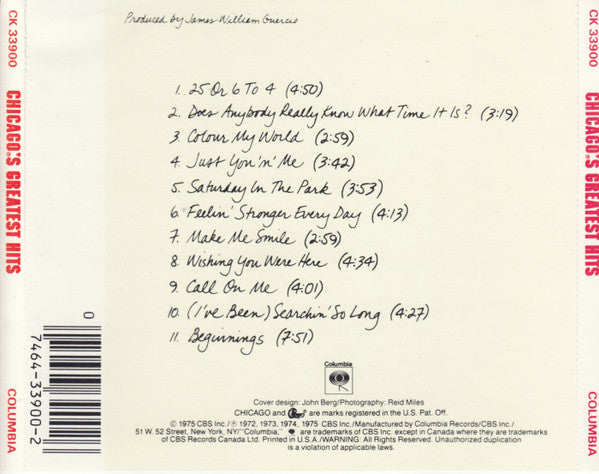 Produced by James William Guercio
1. 25 Or 6 To 4 (4:50)
2. Does Anybody Really Know What Time It Is? (3:19)
3. Colour My World (2:59)
4. Just You 'n' Me (3:42)
5. Saturday In The Park (3:53)
6. Feelin' Stronger Every Day (4:13)
7. Make Me Smile (2:59)
8. Wishing You Were Here (4:34)
9. Call On Me (4:01)
10. (I've Been) Searchin' So Long (4:27)
11. Beginnings (7:51)
Columbia
Cover design: John Berg/Photography: Reid Miles
CHICAGO and Chicago are marks registered in the U.S. Pat. Off.
© 1975 CBS Inc./℗ 1972, 1973, 1974, 1975 CBS Inc./Manufactured by Columbia Records/CBS Inc./
51 W. 52 Street, New York, NY/"Columbia," are trademarks of CBS Inc. except in Canada where they are trademarks
of CBS Records Canada Ltd. Printed in U.S.A./WARNING: All Rights Reserved. Unauthorized duplication
is a violation of applicable laws.
0
7464-33900-2
CK 33900
CHICAGO'S GREATEST HITS
COLUMBIA
CK 33900
CHICAGO'S GREATEST HITS
COLUMBIA